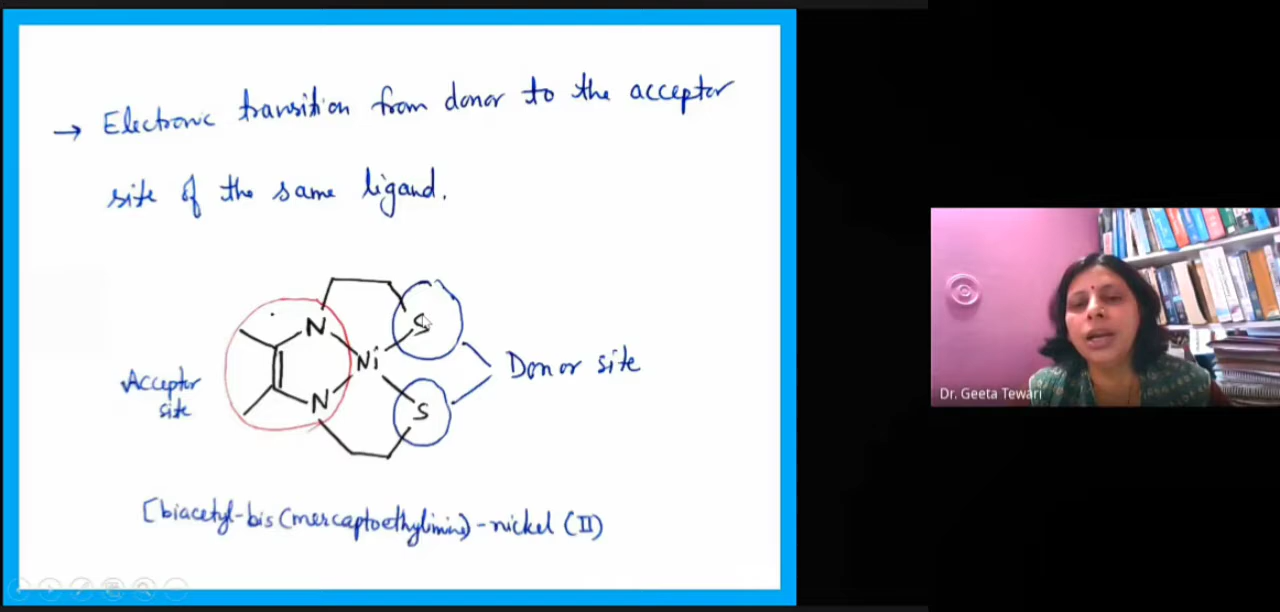 → Electronic transition from donor to the acceptor
site of the same ligand.
N
S
Ni
Donor site
Acceptor
site
N
S
[biacetyl-bis(mercaptoethylimine)-nickel (II)
Dr. Geeta Tewari